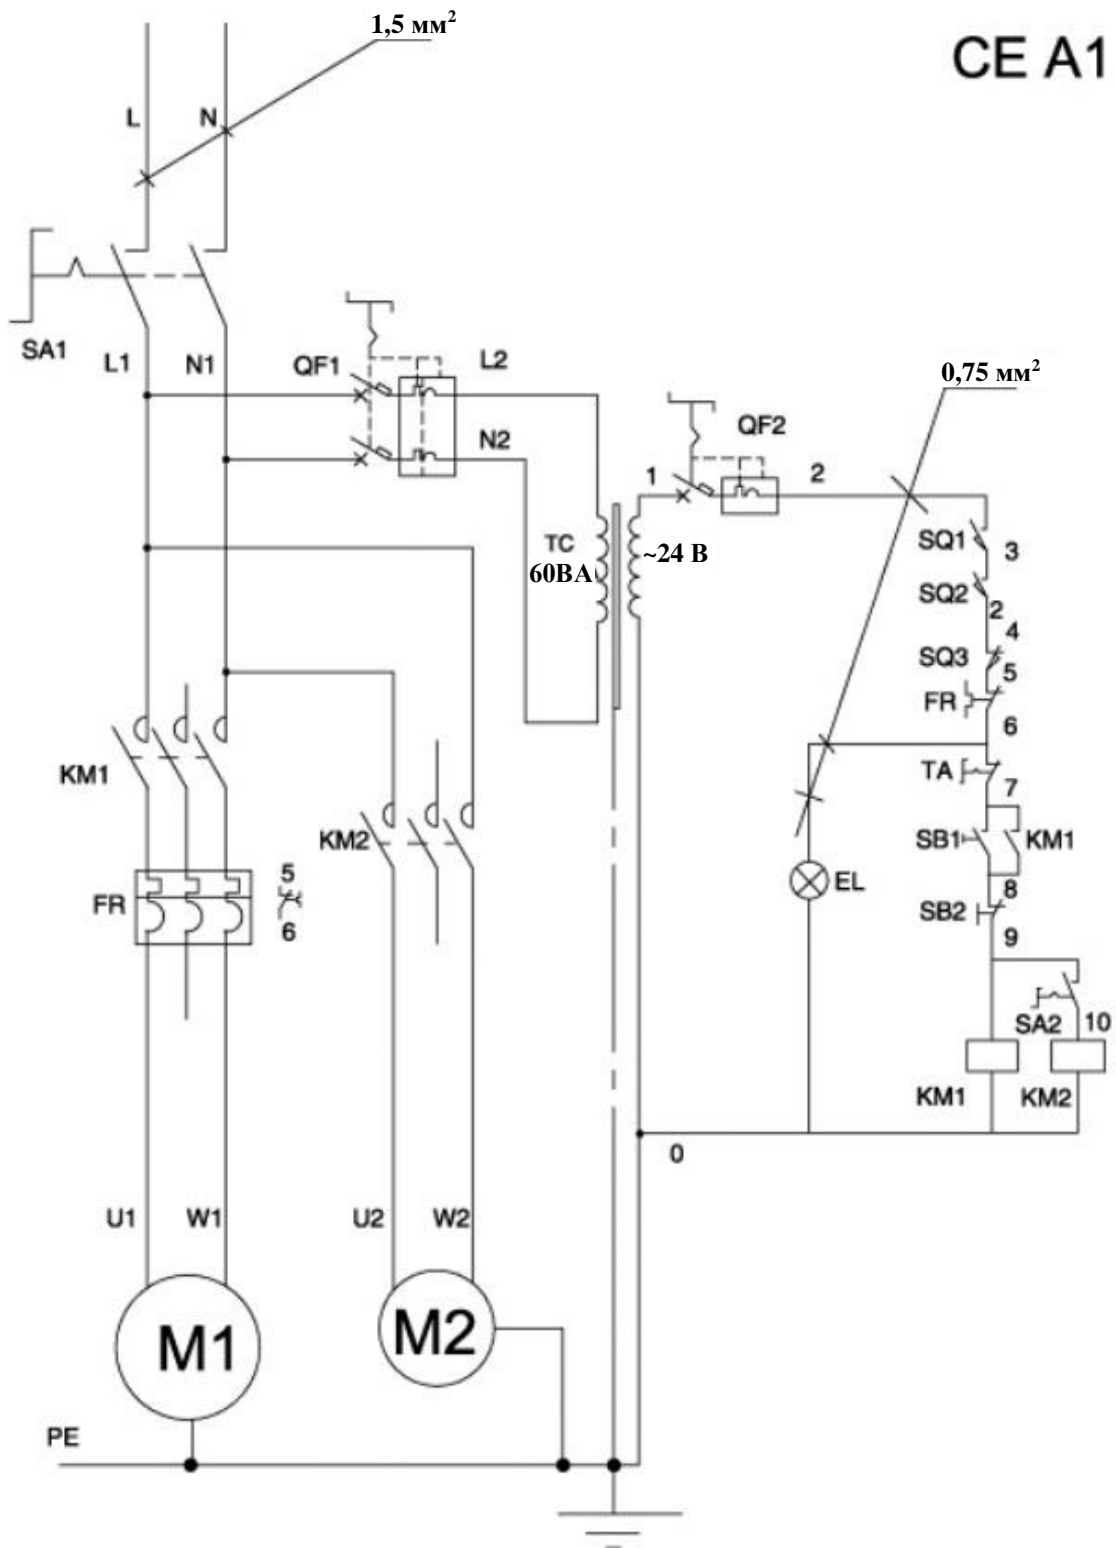 1,5 мм²
CE A1
L
N
SA1
L1
N1
QF1
L2
N2
0,75 мм²
QF2
1
2
TC
60ВА
~24 В
SQ1
3
SQ2
2
4
SQ3
5
FR
6
KM1
TA
7
KM2
SB1
KM1
5
FR
6
EL
8
SB2
9
SA2
10
KM1
KM2
0
U1
W1
U2
W2
M1
M2
PE